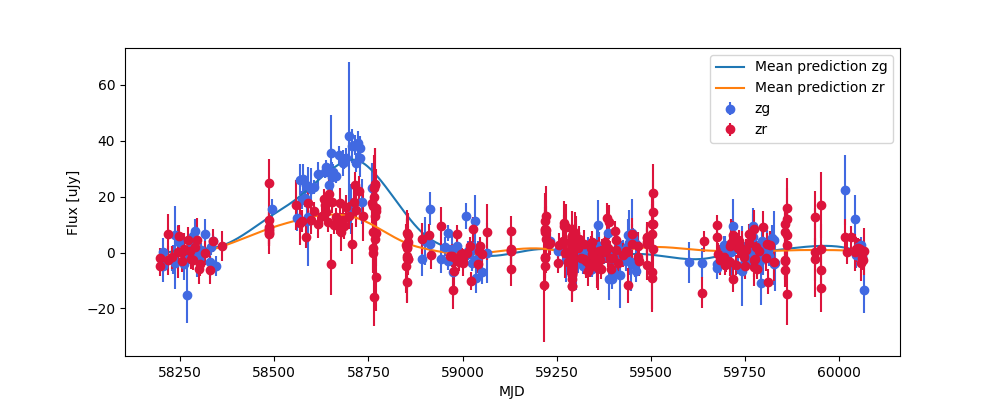 Mean prediction zg
Mean prediction zr
zg
zr
60
40
20
0
−20
Flux [uJy]
58250 58500 58750 59000 59250 59500 59750 60000
MJD